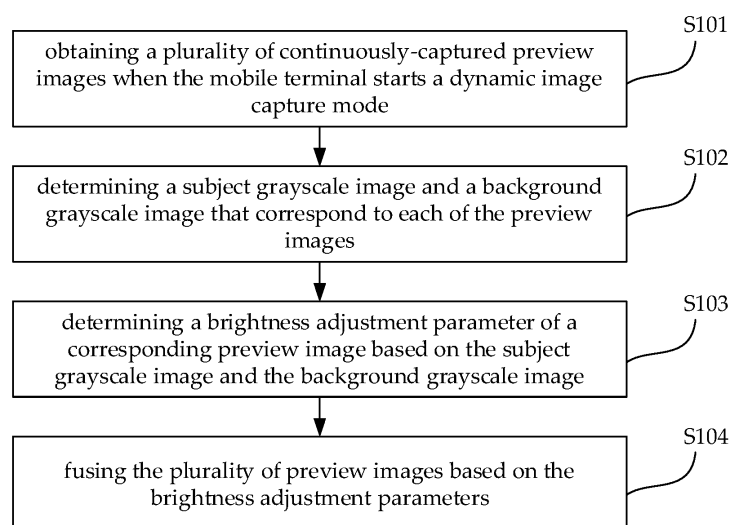 S101
obtaining a plurality of continuously-captured preview
images when the mobile terminal starts a dynamic image
capture mode
S102
determining a subject grayscale image and a background
grayscale image that correspond to each of the preview
images
S103
determining a brightness adjustment parameter of a
corresponding preview image based on the subject
grayscale image and the background grayscale image
S104
fusing the plurality of preview images based on the
brightness adjustment parameters